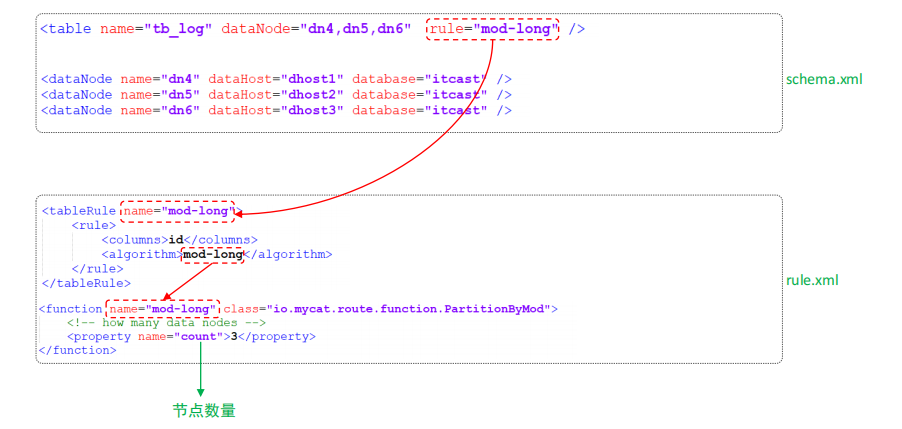 <table name="tb_log" dataNode="dn4,dn5,dn6" rule="mod-long" />
<dataNode name="dn4" dataHost="dhost1" database="itcast" />
<dataNode name="dn5" dataHost="dhost2" database="itcast" />
<dataNode name="dn6" dataHost="dhost3" database="itcast" />
schema.xml
<tableRule name="mod-long">
<rule>
<columns>id</columns>
<algorithm>mod-long</algorithm>
</rule>
</tableRule>
rule.xml
<function name="mod-long" class="io.mycat.route.function.PartitionByMod">
<!-- how many data nodes -->
<property name="count">3</property>
</function>
节点数量